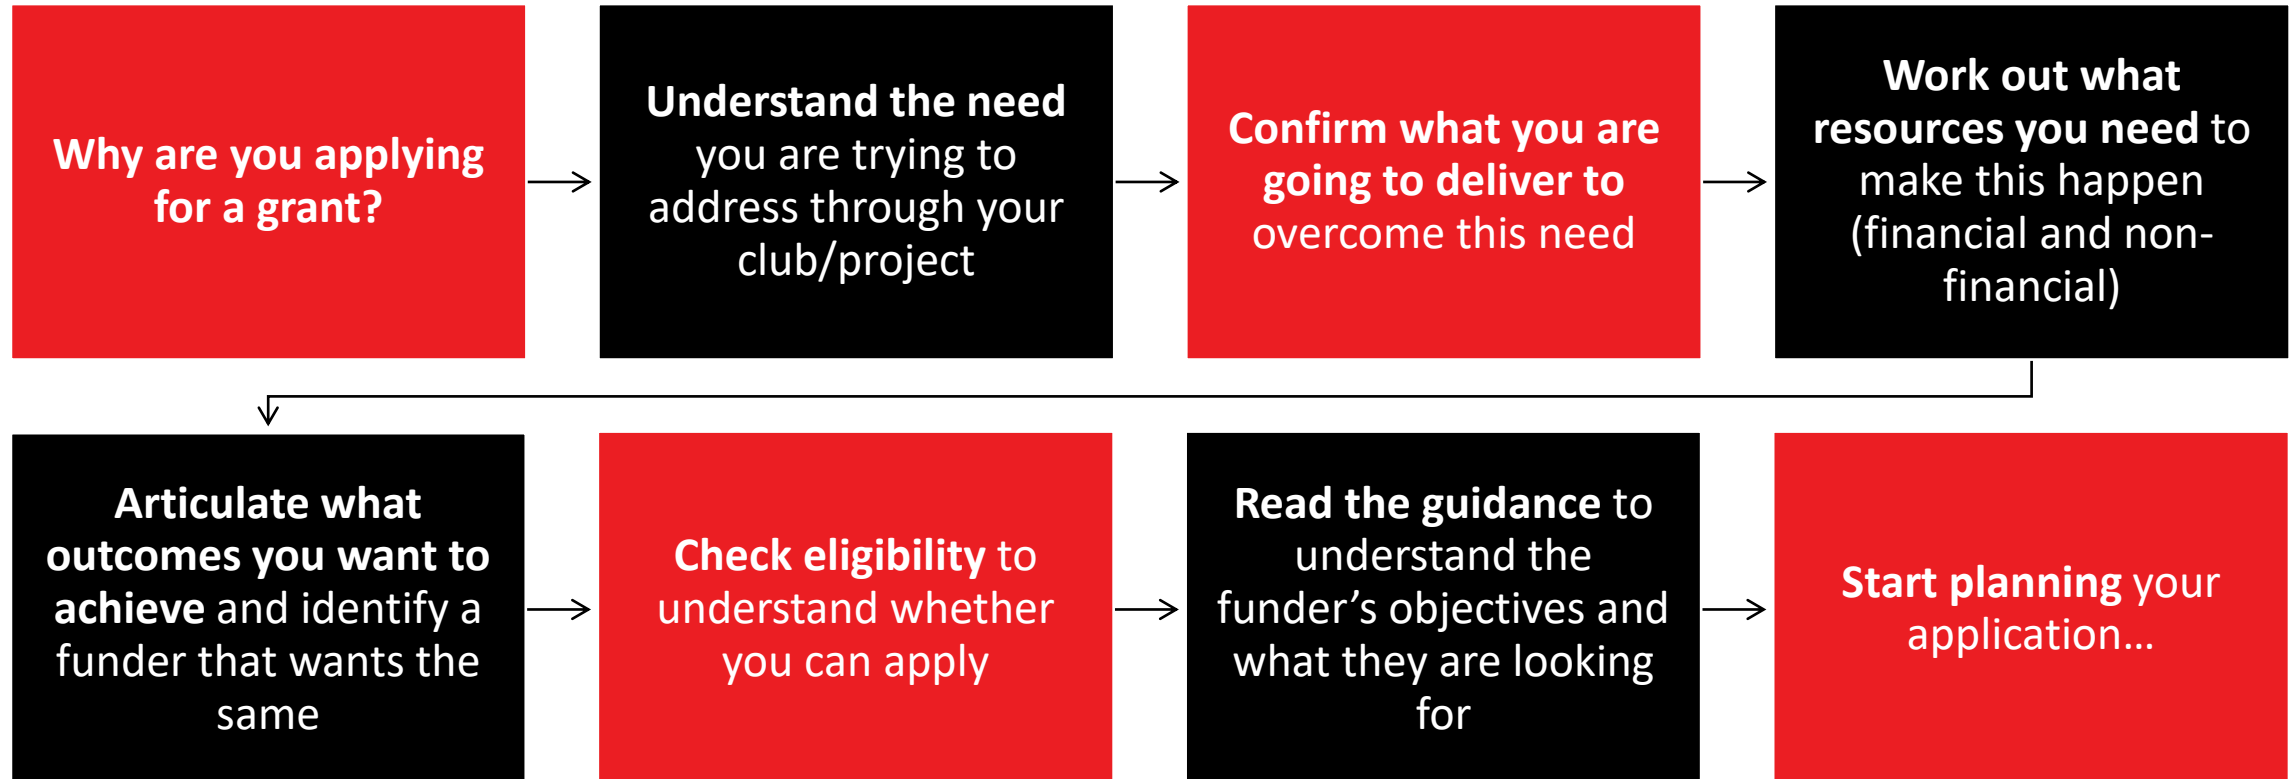 Why are you applying
for a grant?
Understand the need
you are trying to
address through your
club/project
Confirm what you are
going to deliver to
overcome this need
Work out what
resources you need to
make this happen
(financial and non-
financial)
Articulate what
outcomes you want to
achieve and identify a
funder that wants the
same
Check eligibility to
understand whether
you can apply
Read the guidance to
understand the
funder’s objectives and
what they are looking
for
Start planning your
application…